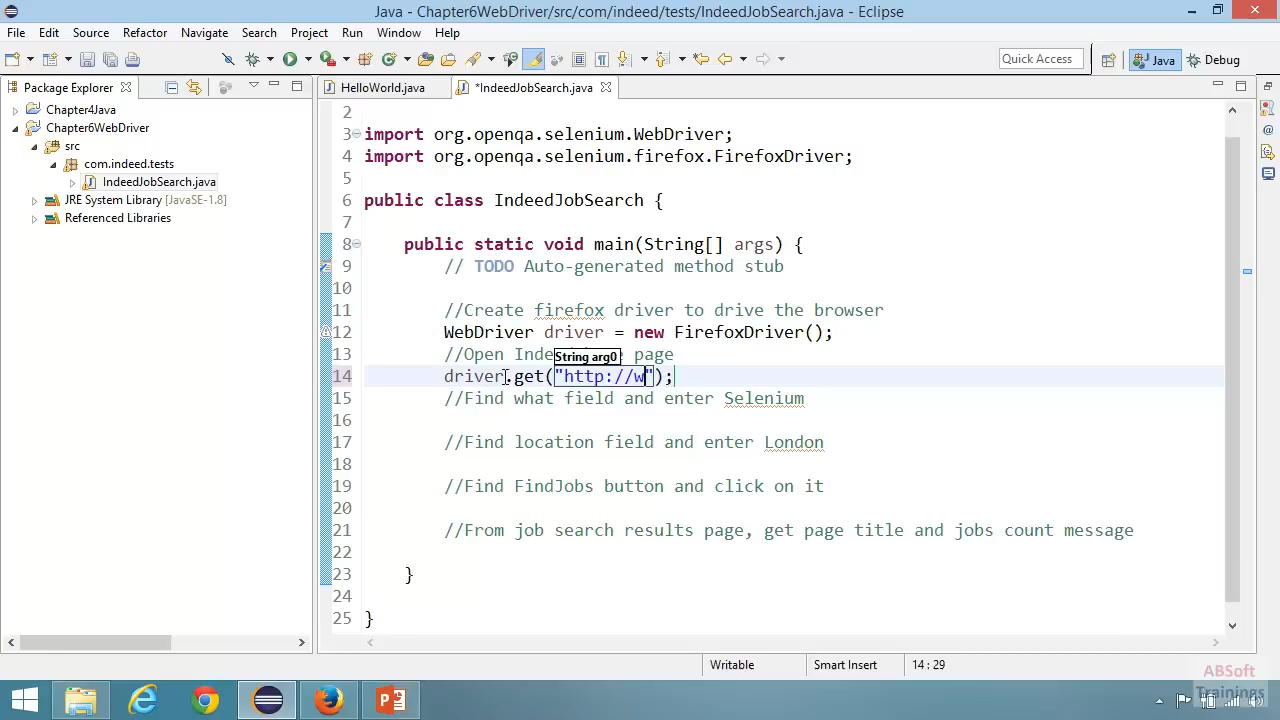 Java - Chapter6WebDriver/src/com/indeed/tests/IndeedJobSearch.java - Eclipse
File Edit Source Refactor Navigate Search Project Run Window Help
Quick Access
Java
Debug
Package Explorer
HelloWorld.java
*IndeedJobSearch.java
Chapter4Java
Chapter6WebDriver
src
com.indeed.tests
IndeedJobSearch.java
JRE System Library [JavaSE-1.8]
Referenced Libraries
2
3 import org.openqa.selenium.WebDriver;
4 import org.openqa.selenium.firefox.FirefoxDriver;
5
6 public class IndeedJobSearch {
7
8 public static void main(String[] args) {
9 // TODO Auto-generated method stub
10
11 //Create firefox driver to drive the browser
12 WebDriver driver = new FirefoxDriver();
13 //Open Inde page
String arg0
14 driver.get("http://w");
15 //Find what field and enter Selenium
16
17 //Find location field and enter London
18
19 //Find FindJobs button and click on it
20
21 //From job search results page, get page title and jobs count message
22
23 }
24
25 }
Writable
Smart Insert
14 : 29
ABSoft
Trainings